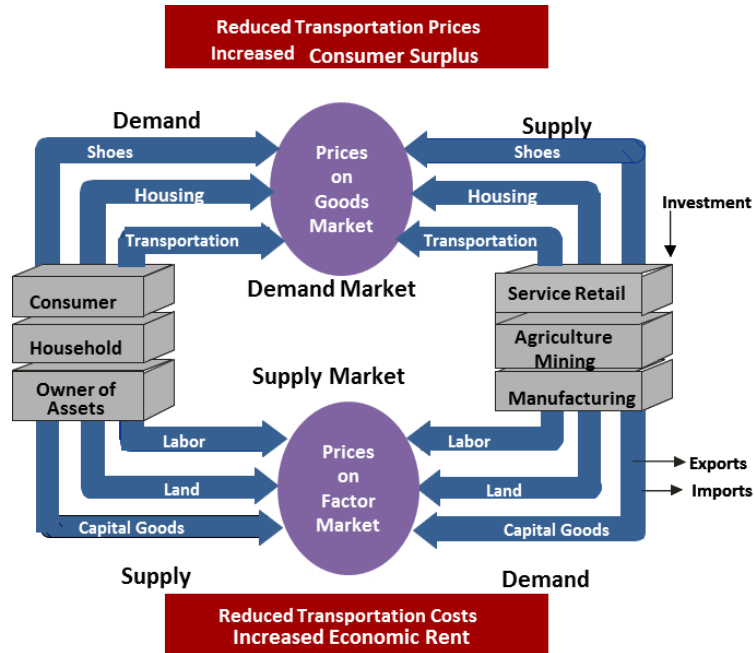 Reduced Transportation Prices
Increased Consumer Surplus
Demand
Supply
Shoes
Shoes
Prices
on
Goods
Market
Housing
Housing
Transportation
Transportation
Investment
Demand Market
Consumer
Household
Owner of
Assets
Service Retail
Agriculture
Mining
Manufacturing
Supply Market
Labor
Labor
Prices
on
Factor
Market
Land
Land
Capital Goods
Capital Goods
Exports
Imports
Supply
Demand
Reduced Transportation Costs
Increased Economic Rent